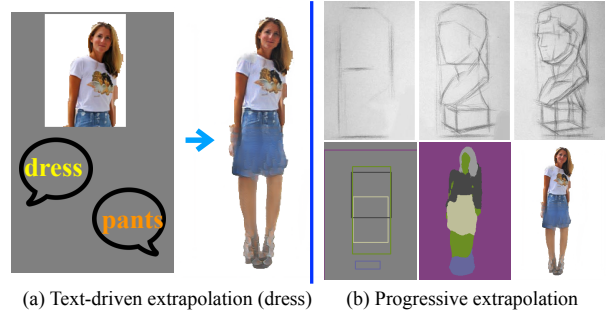 dress
pants
(a) Text-driven extrapolation (dress)
(b) Progressive extrapolation